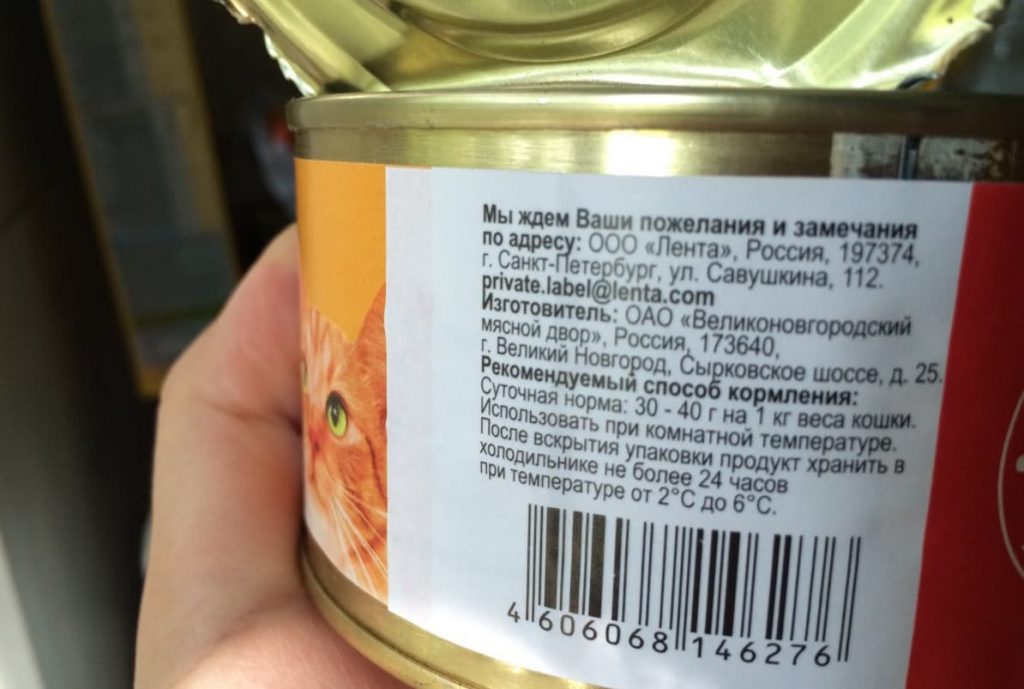 Мы ждем Ваши пожелания и замечания
по адресу: ООО «Лента», Россия, 197374,
г. Санкт-Петербург, ул. Савушкина, 112.
private.label@lenta.com
Изготовитель: ОАО «Великоновгородский
мясной двор», Россия, 173640,
г. Великий Новгород, Сырковское шоссе, д. 25.
Рекомендуемый способ кормления:
Суточная норма: 30 - 40 г на 1 кг веса кошки.
Использовать при комнатной температуре.
После вскрытия упаковки продукт хранить в
холодильнике не более 24 часов
при температуре от 2°С до 6°С.
4 606068 146276